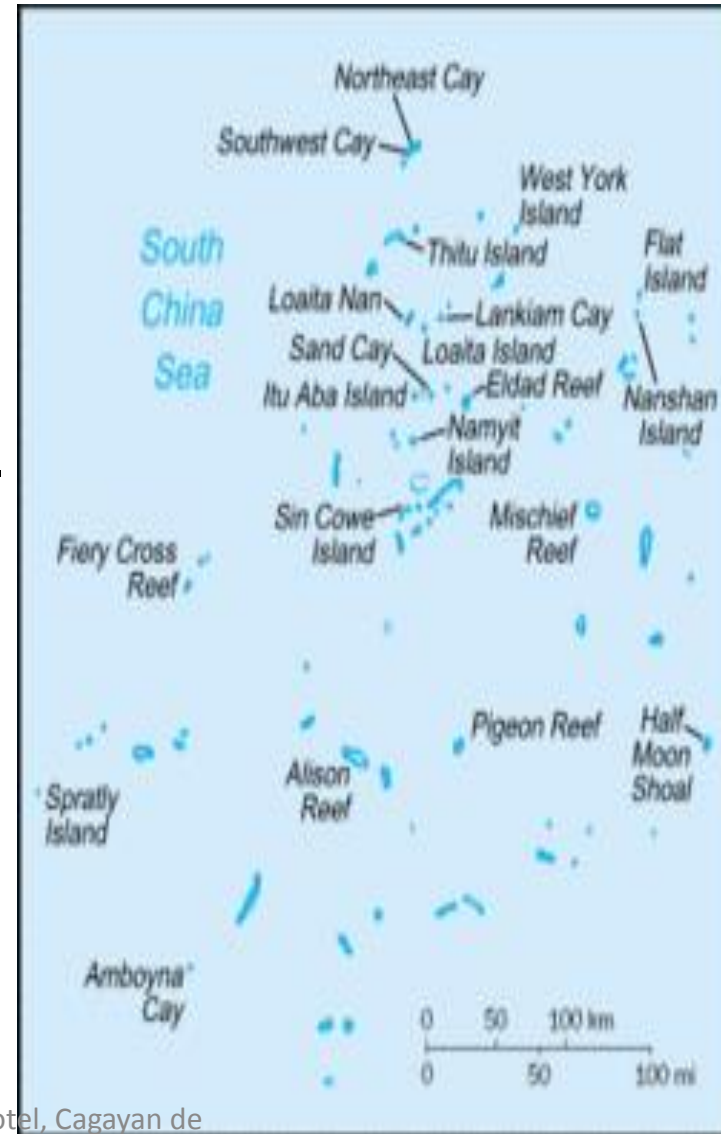 Northeast Cay
Southwest Cay
West York
Island
South
China
Sea
Thitu Island
Flat
Island
Loaita Nan
Lankiam Cay
Sand Cay
Loaita Island
Itu Aba Island
Eldad Reef
Nanshan
Island
Namyit
Island
Sin Cowe
Island
Mischief
Reef
Fiery Cross
Reef
Pigeon Reef
Half
Moon
Shoal
Alison
Reef
Spratly
Island
Amboyna
Cay
0 50 100 km
0 50 100 mi
otel, Cagayan de